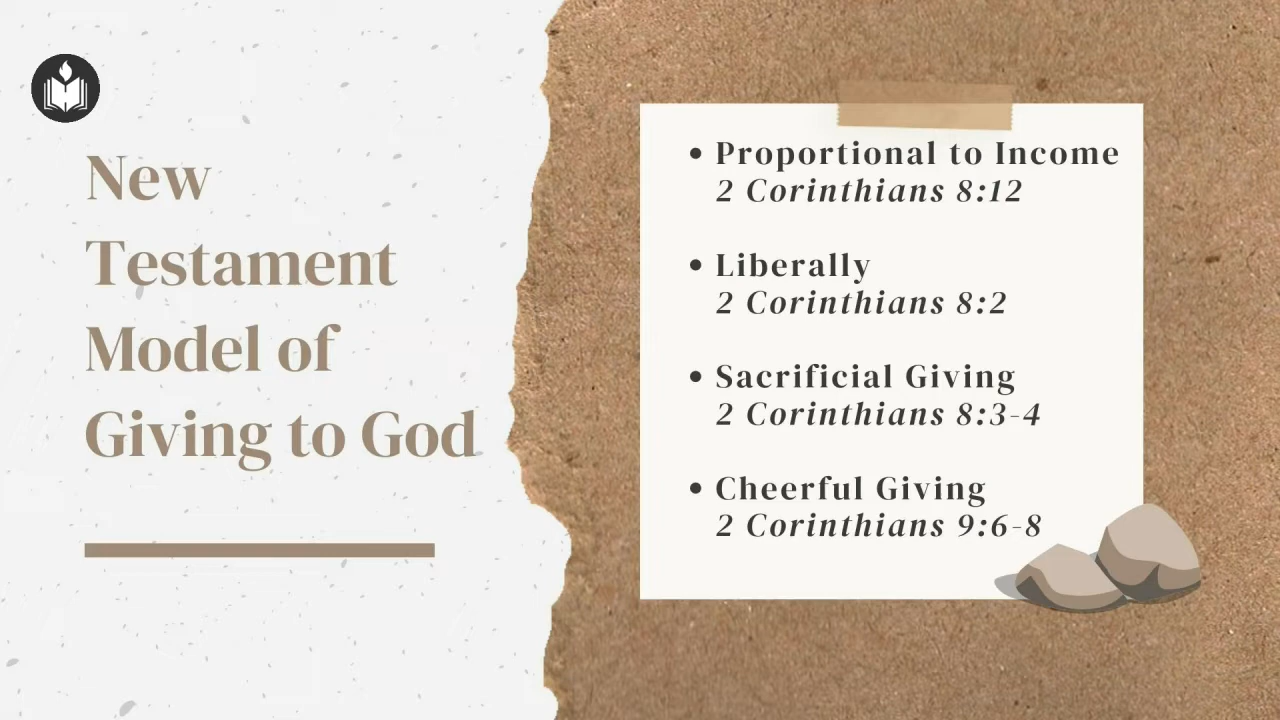 New
Testament
Model of
Giving to God
• Proportional to Income
2 Corinthians 8:12
• Liberally
2 Corinthians 8:2
• Sacrificial Giving
2 Corinthians 8:3-4
• Cheerful Giving
2 Corinthians 9:6-8